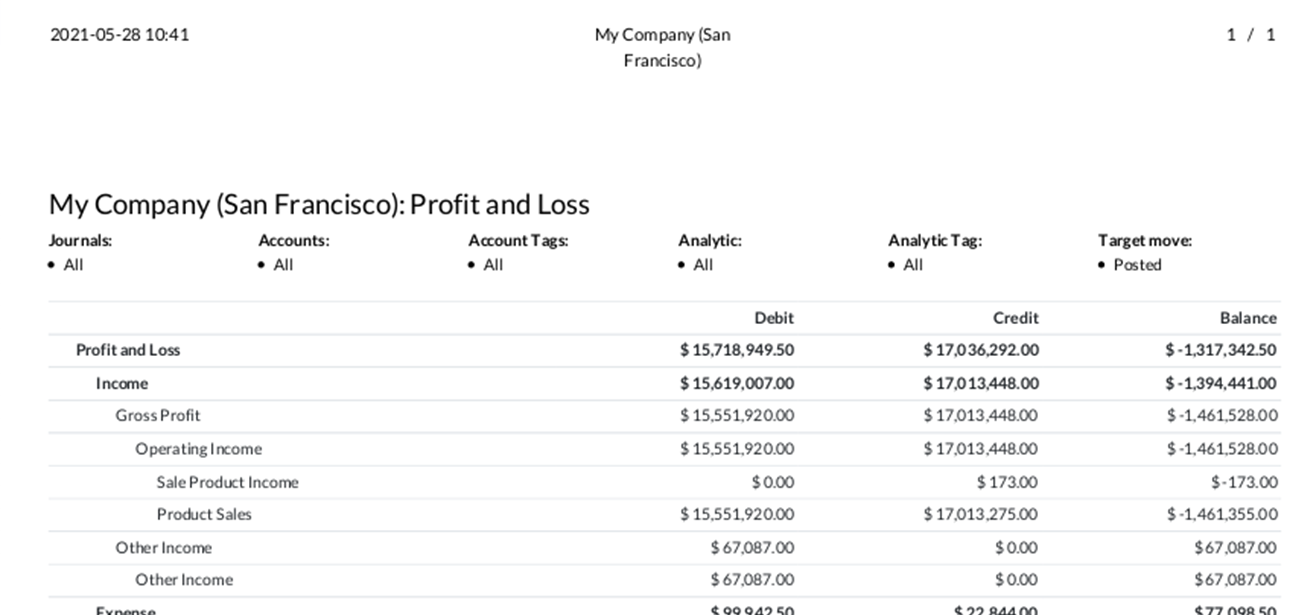 2021-05-28 10:41 My Company (San Francisco) 1 / 1
My Company (San Francisco): Profit and Loss
Journals: Accounts: Account Tags: Analytic: Analytic Tag: Target move:
• All • All • All • All • All • Posted
Debit Credit Balance
Profit and Loss $ 15,718,949.50 $ 17,036,292.00 $ -1,317,342.50
Income $ 15,619,007.00 $ 17,013,448.00 $ -1,394,441.00
Gross Profit $ 15,551,920.00 $ 17,013,448.00 $ -1,461,528.00
Operating Income $ 15,551,920.00 $ 17,013,448.00 $ -1,461,528.00
Sale Product Income $ 0.00 $ 173.00 $ -173.00
Product Sales $ 15,551,920.00 $ 17,013,275.00 $ -1,461,355.00
Other Income $ 67,087.00 $ 0.00 $ 67,087.00
Other Income $ 67,087.00 $ 0.00 $ 67,087.00
Expense $ 99,942.50 $ 22,844.00 $ 77,098.50